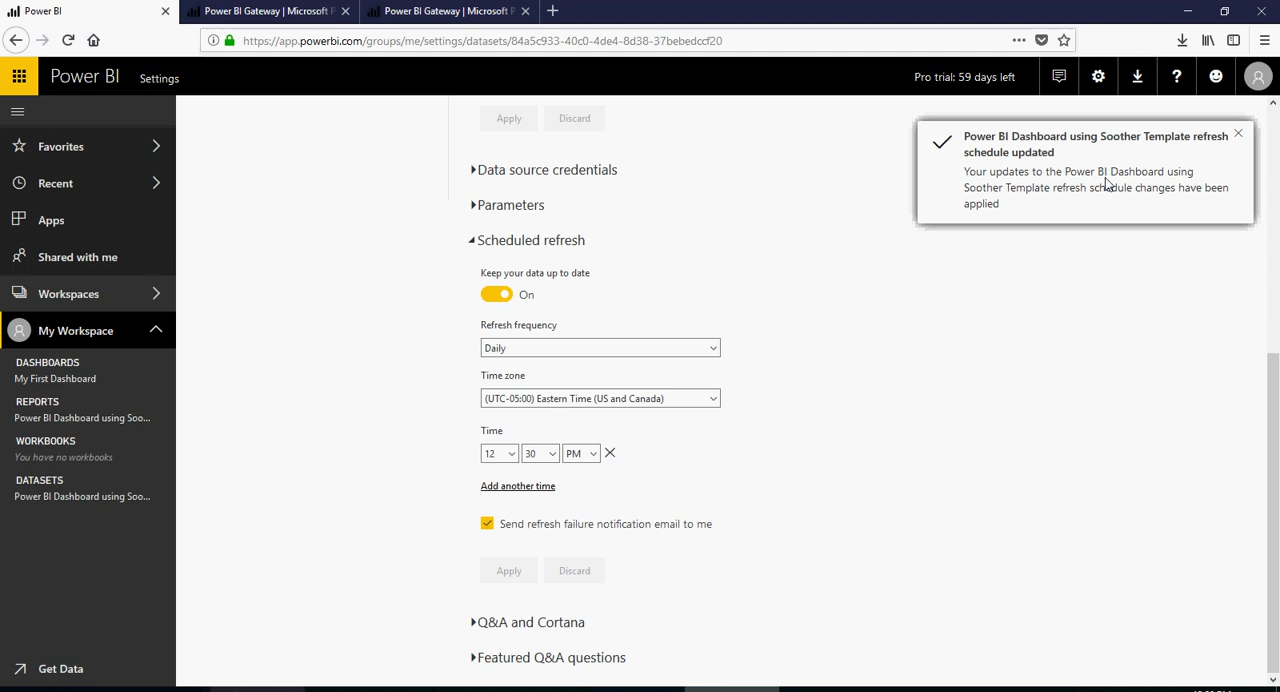 Power BI
Power BI Gateway | Microsoft P
Power BI Gateway | Microsoft P
https://app.powerbi.com/groups/me/settings/datasets/84a5c933-40c0-4de4-8d38-37bebedccf20
Power BI
Settings
Pro trial: 59 days left
Favorites
Recent
Apps
Shared with me
Workspaces
My Workspace
DASHBOARDS
My First Dashboard
REPORTS
Power BI Dashboard using Soo...
WORKBOOKS
You have no workbooks
DATASETS
Power BI Dashboard using Soo...
Get Data
Apply
Discard
Data source credentials
Parameters
Scheduled refresh
Keep your data up to date
On
Refresh frequency
Daily
Time zone
(UTC-05:00) Eastern Time (US and Canada)
Time
12 30 PM
Add another time
Send refresh failure notification email to me
Apply
Discard
Q&A and Cortana
Featured Q&A questions
Power BI Dashboard using Soother Template refresh
schedule updated
Your updates to the Power BI Dashboard using
Soother Template refresh schedule changes have been
applied